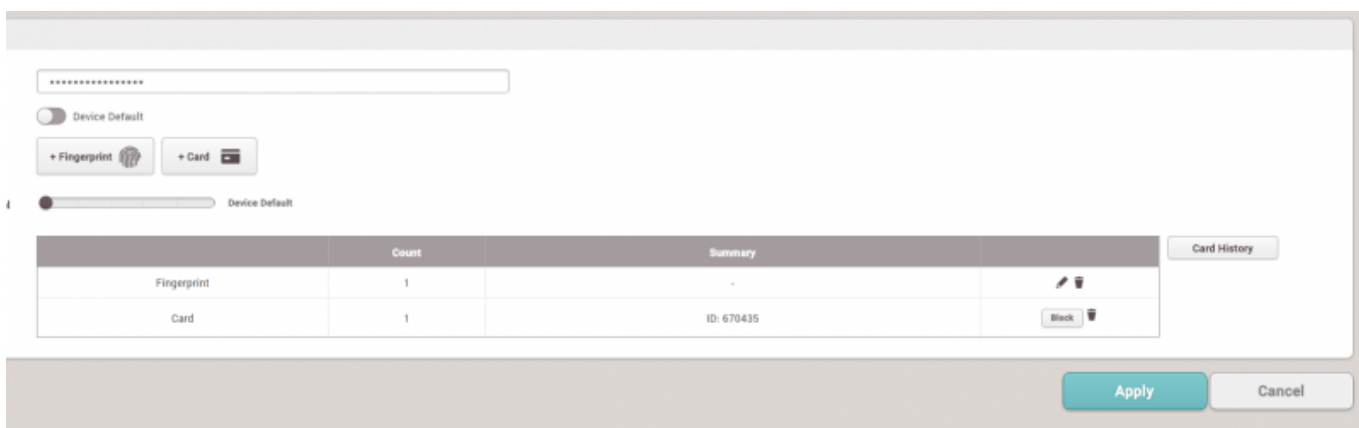 ****************
Device Default
+ Fingerprint + Card
Device Default
Count Summary
Card History
Fingerprint 1 -
Card 1 ID: 670435 Block
Apply Cancel